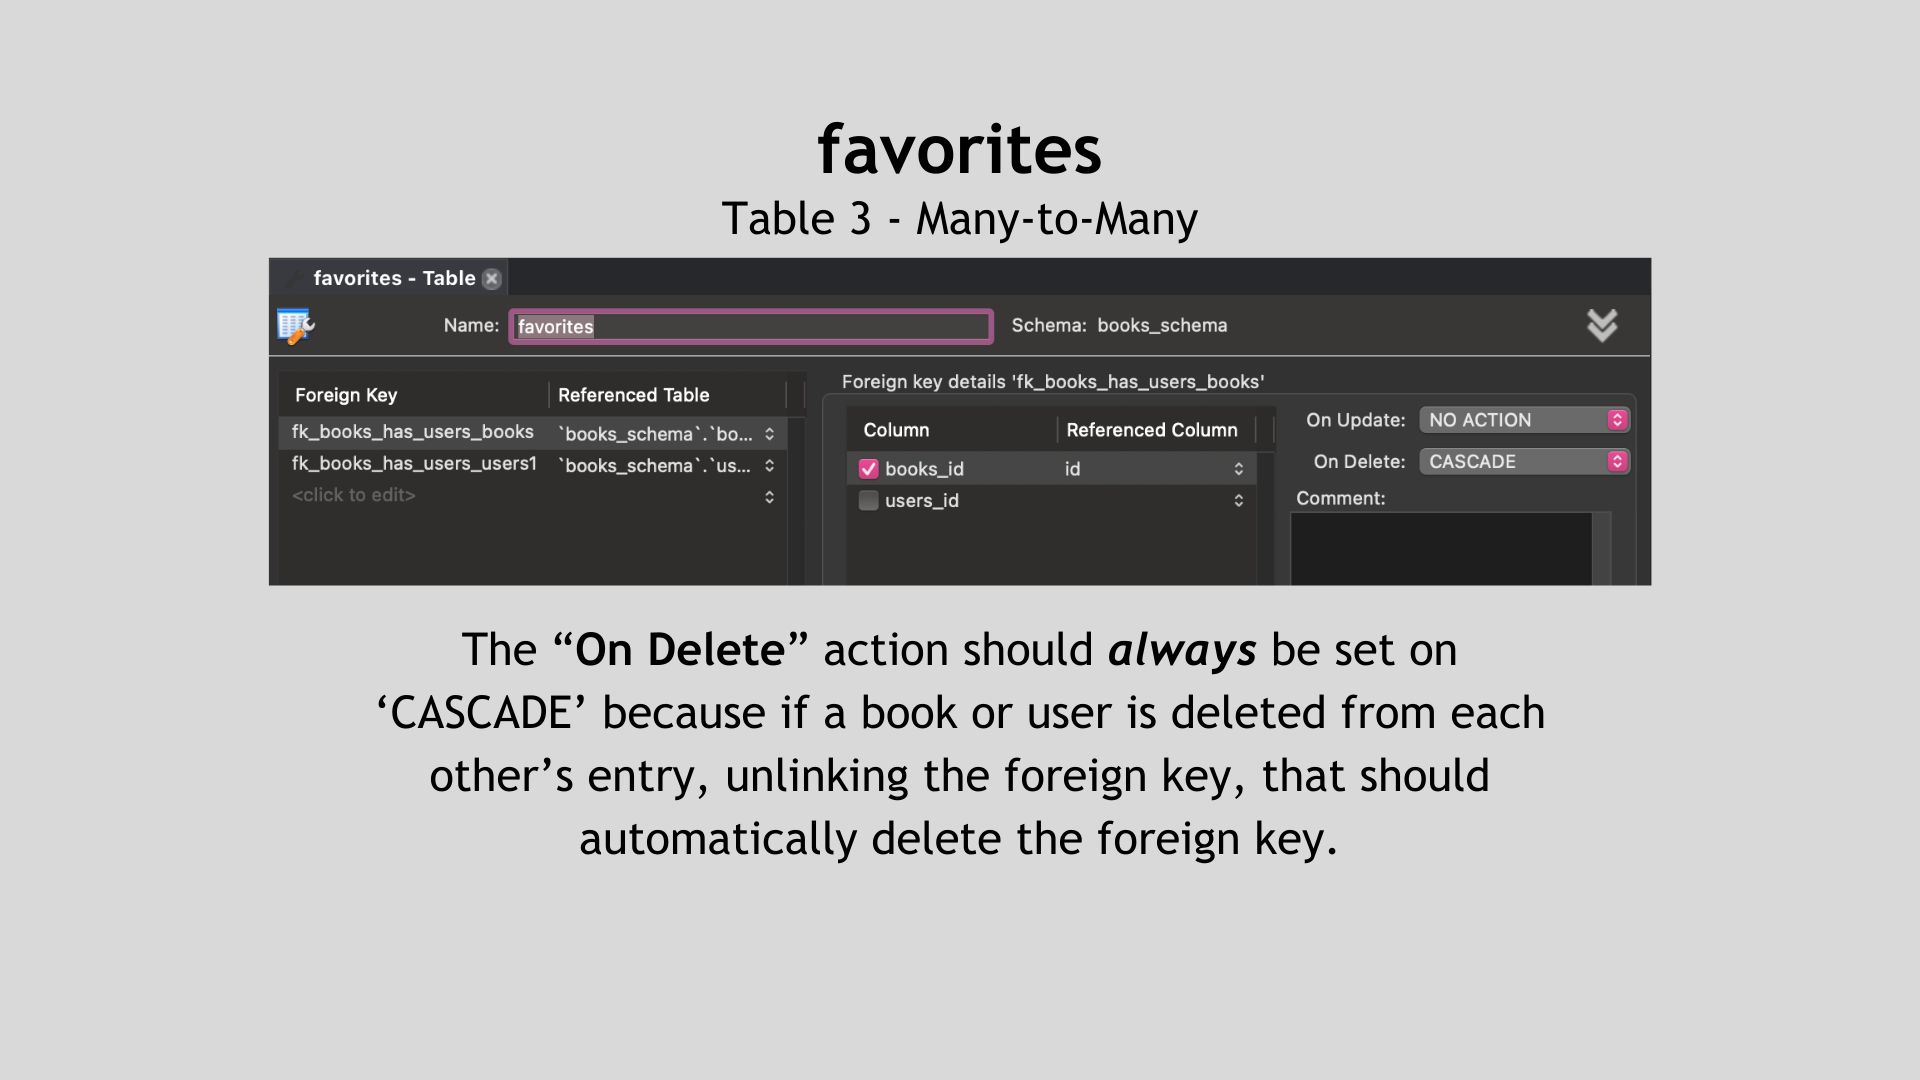 favorites
Table 3 - Many-to-Many
favorites - Table
Name: favorites Schema: books_schema
Foreign Key Referenced Table
fk_books_has_users_books `books_schema`.`bo...
fk_books_has_users_users1 `books_schema`.`us...
<click to edit>
Foreign key details 'fk_books_has_users_books'
Column Referenced Column
books_id id
users_id
On Update: NO ACTION
On Delete: CASCADE
Comment:
The “On Delete” action should always be set on
‘CASCADE’ because if a book or user is deleted from each
other’s entry, unlinking the foreign key, that should
automatically delete the foreign key.